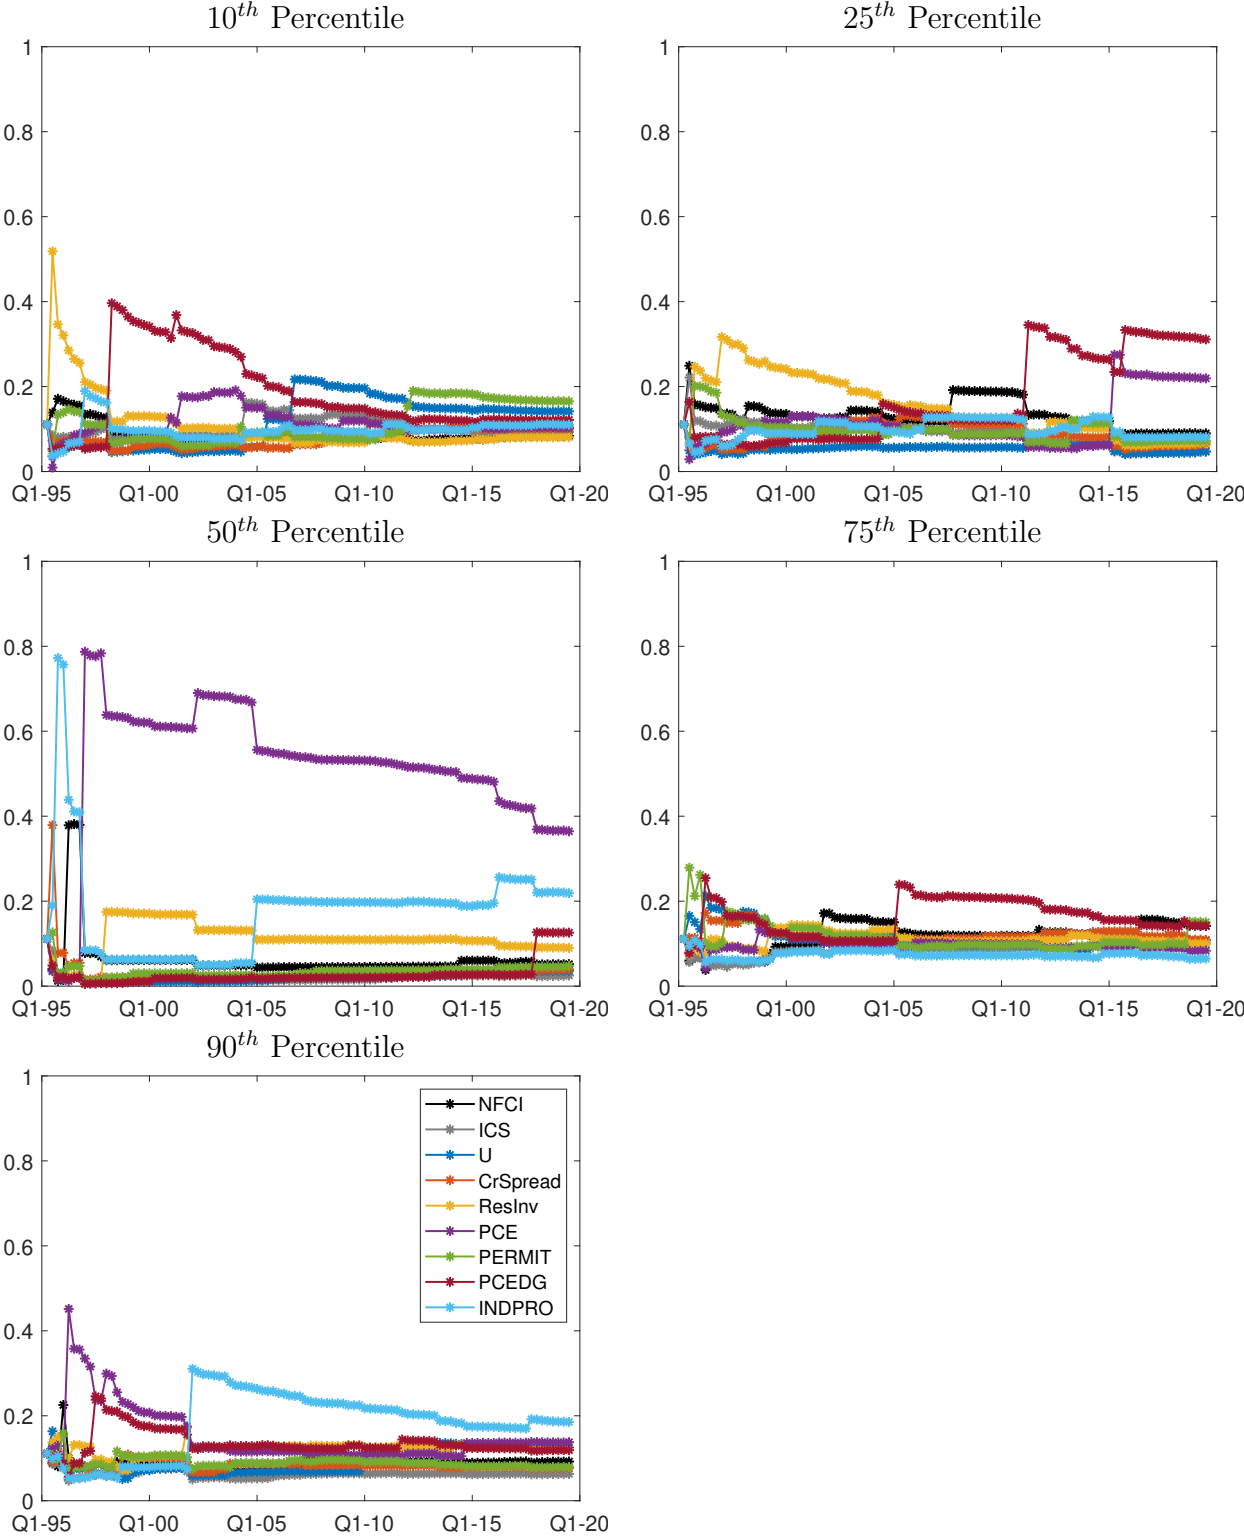 10th Percentile
1
0.8
0.6
0.4
0.2
0
Q1-95 Q1-00 Q1-05 Q1-10 Q1-15 Q1-20
25th Percentile
1
0.8
0.6
0.4
0.2
0
Q1-95 Q1-00 Q1-05 Q1-10 Q1-15 Q1-20
50th Percentile
1
0.8
0.6
0.4
0.2
0
Q1-95 Q1-00 Q1-05 Q1-10 Q1-15 Q1-20
75th Percentile
1
0.8
0.6
0.4
0.2
0
Q1-95 Q1-00 Q1-05 Q1-10 Q1-15 Q1-20
90th Percentile
1
0.8
0.6
0.4
0.2
0
Q1-95 Q1-00 Q1-05 Q1-10 Q1-15 Q1-20
NFCI
ICS
U
CrSpread
ResInv
PCE
PERMIT
PCEDG
INDPRO